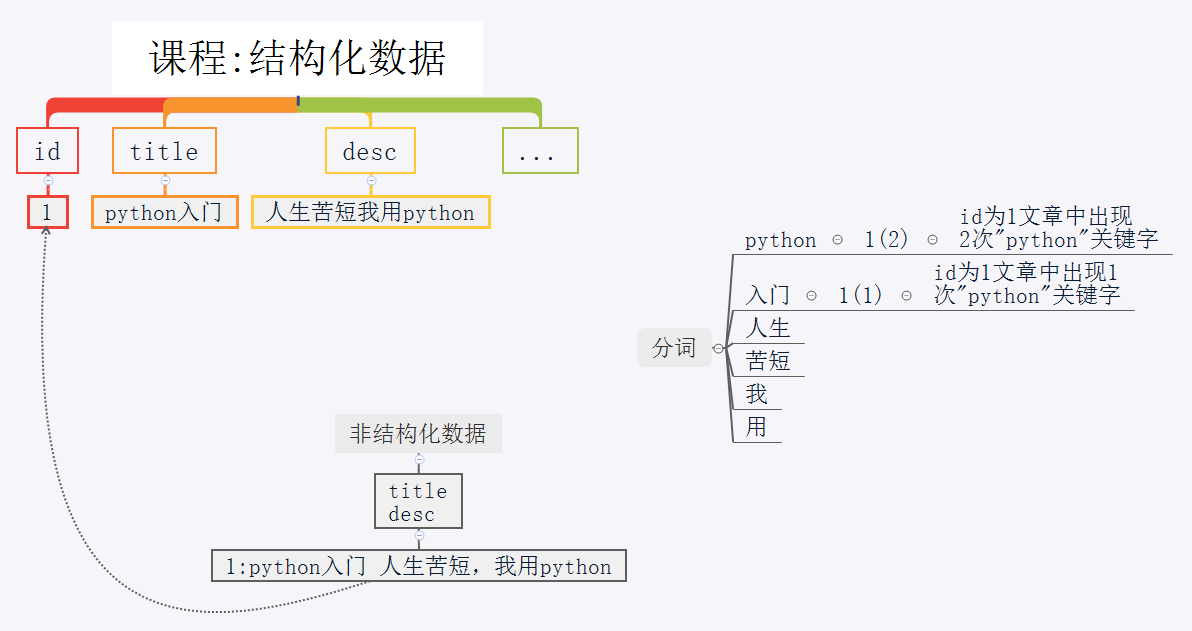 课程:结构化数据
id
title
desc
...
1
python入门
人生苦短我用python
非结构化数据
title
desc
1:python入门 人生苦短，我用python
分词
python
1(2)
id为1文章中出现
2次"python"关键字
入门
1(1)
id为1文章中出现1
次"python"关键字
人生
苦短
我
用